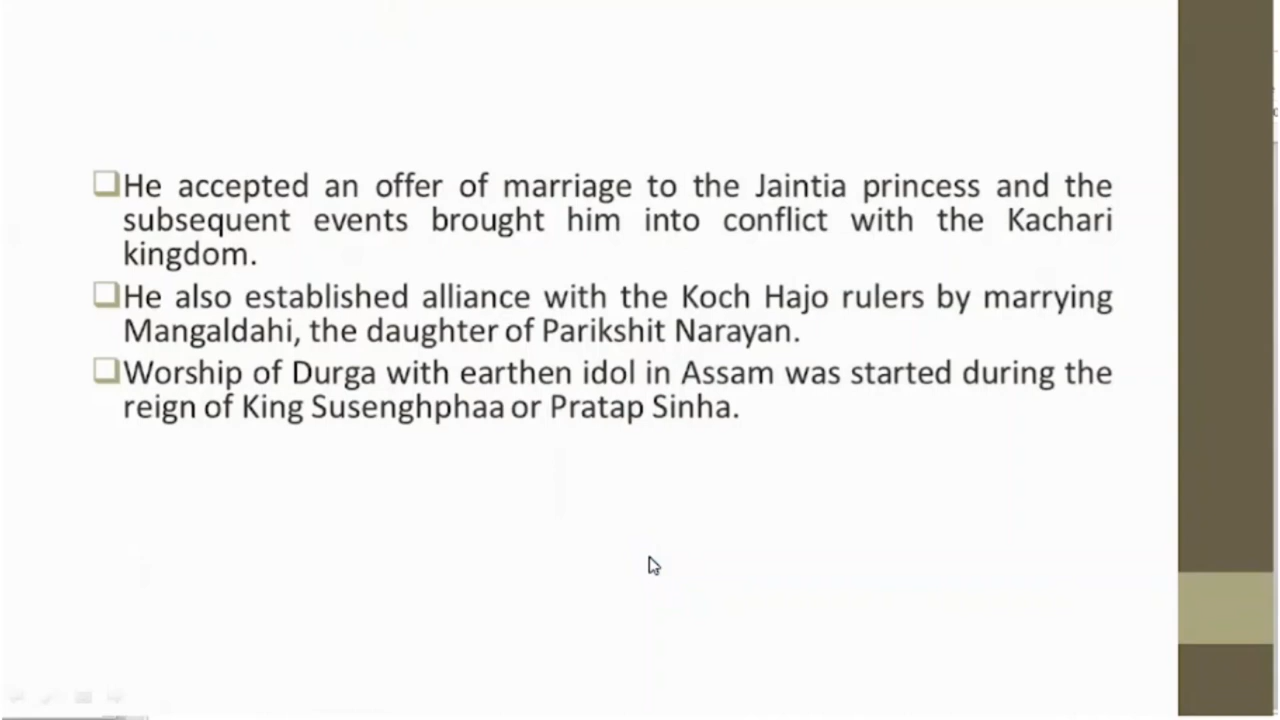 He accepted an offer of marriage to the Jaintia princess and the
subsequent events brought him into conflict with the Kachari
kingdom.
He also established alliance with the Koch Hajo rulers by marrying
Mangaldahi, the daughter of Parikshit Narayan.
Worship of Durga with earthen idol in Assam was started during the
reign of King Susenghphaa or Pratap Sinha.